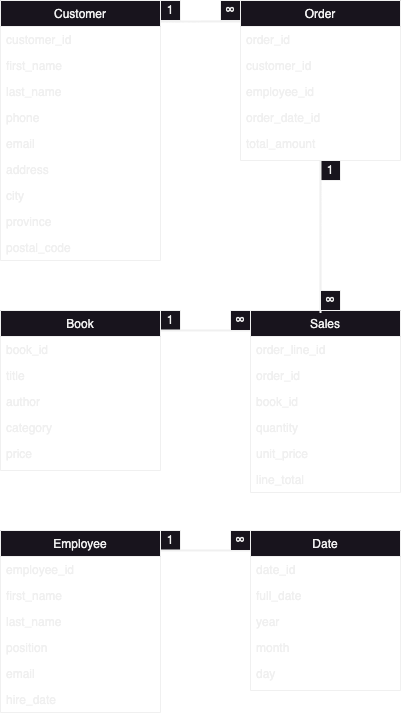 Customer
1
∞
Order
customer_id
first_name
last_name
phone
email
address
city
province
postal_code
order_id
customer_id
employee_id
order_date_id
total_amount
1
∞
Book
1
∞
Sales
book_id
title
author
category
price
order_line_id
order_id
book_id
quantity
unit_price
line_total
Employee
1
∞
Date
employee_id
first_name
last_name
position
email
hire_date
date_id
full_date
year
month
day